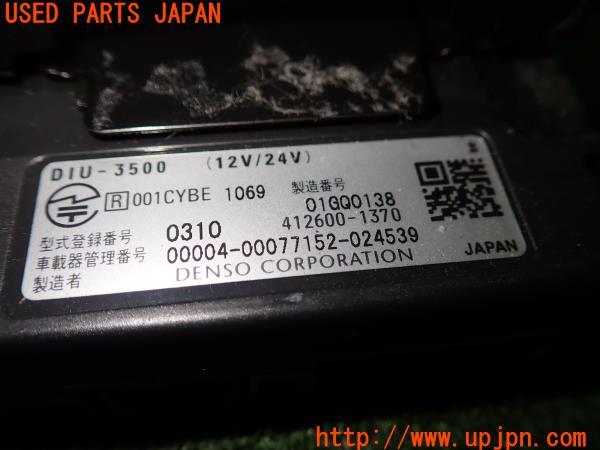 USED PARTS JAPAN
DIU-3500 (12V/24V)
R 001CYBE 1069 製造番号 01GQ0138
412600-1370
型式登録番号 0310
車載器管理番号 00004-00077152-024539
製造者 DENSO CORPORATION JAPAN
http://www.upjpn.com/